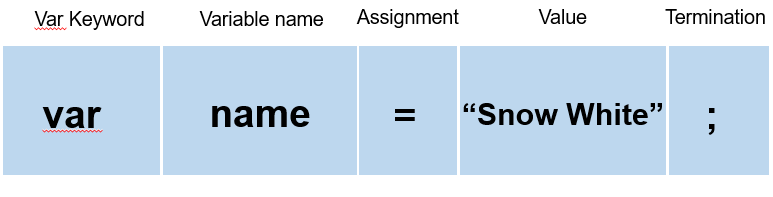 Var Keyword Variable name Assignment Value Termination
var name = “Snow White” ;